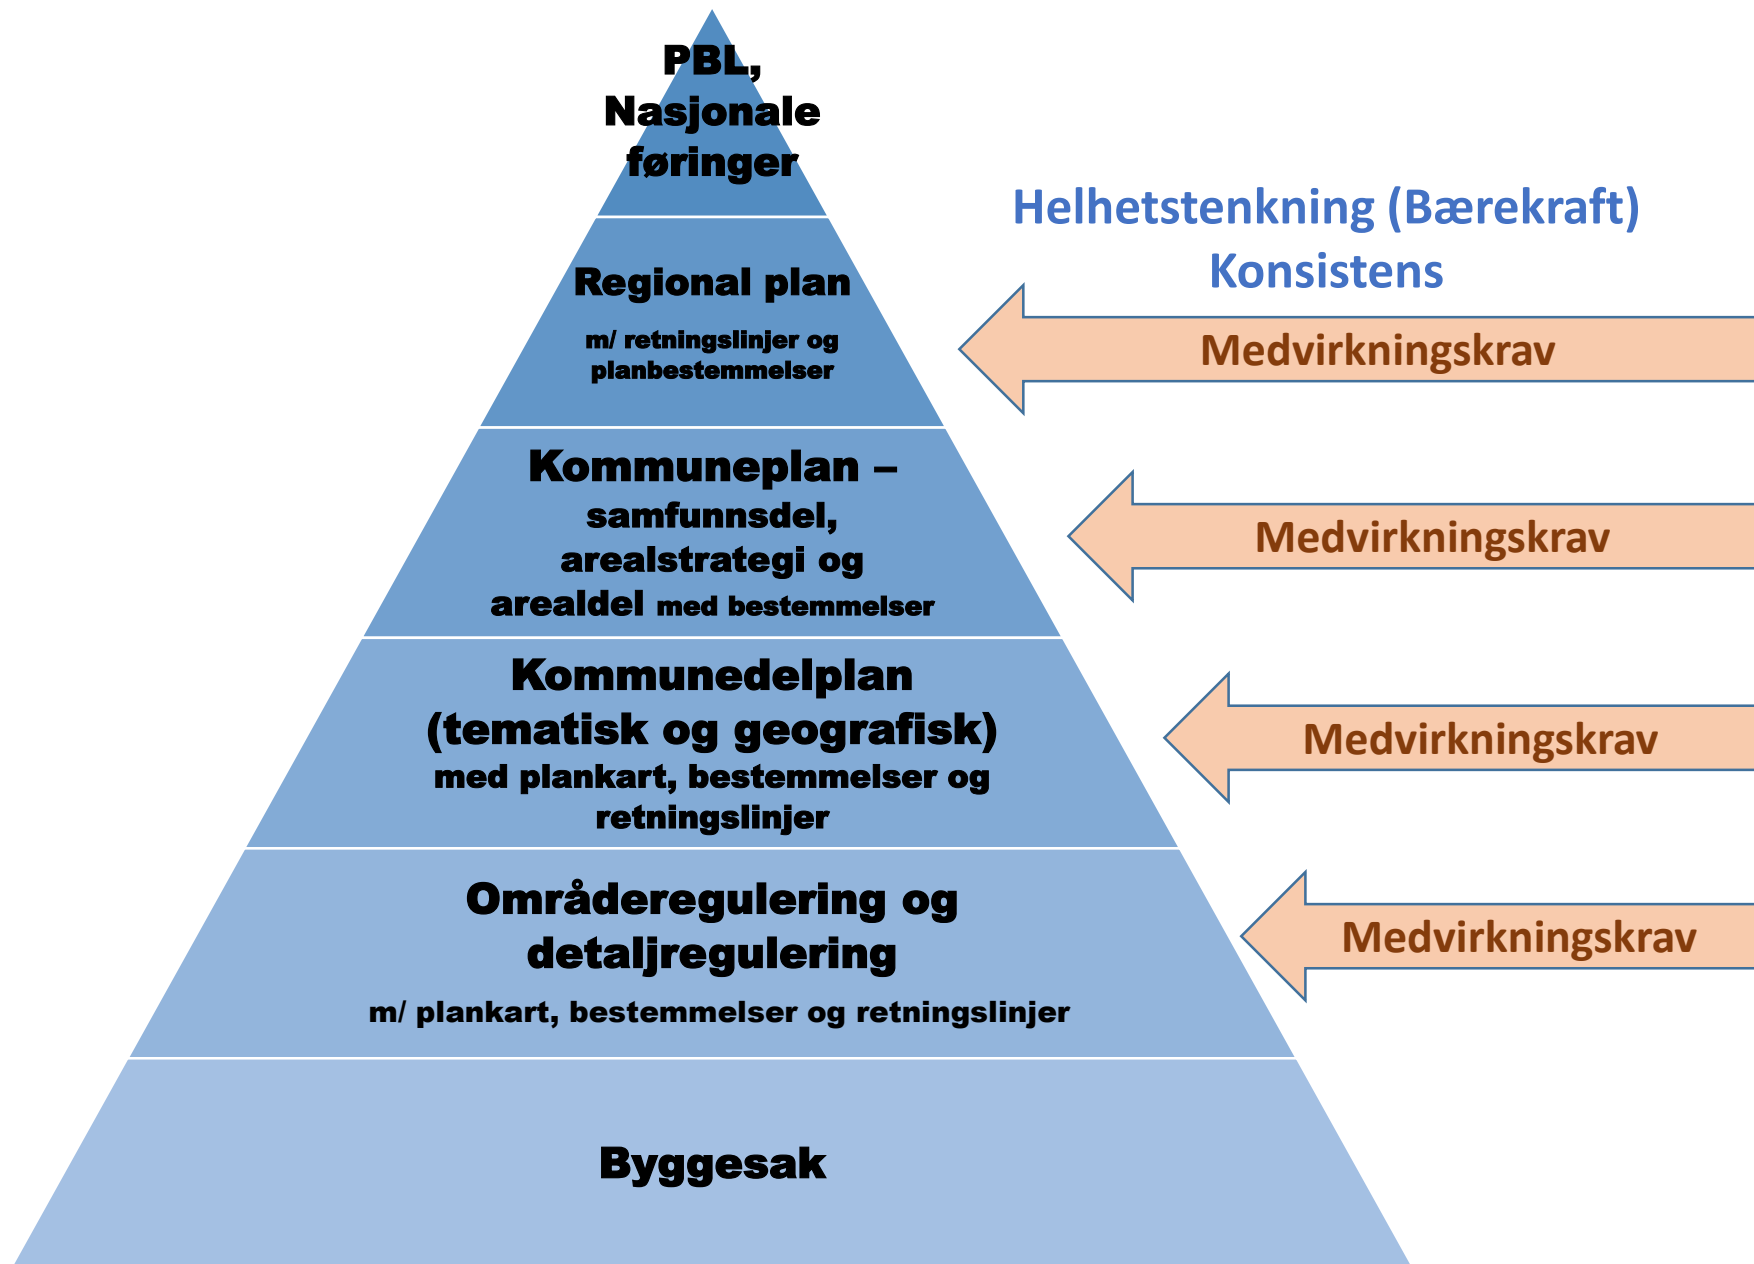 PBL,
Nasjonale
føringer
Helhetstenkning (Bærekraft)
Konsistens
Regional plan
m/ retningslinjer og
planbestemmelser
Medvirkningskrav
Kommuneplan –
samfunnsdel,
arealstrategi og
arealdel med bestemmelser
Medvirkningskrav
Kommunedelplan
(tematisk og geografisk)
med plankart, bestemmelser og
retningslinjer
Medvirkningskrav
Områderegulering og
detaljregulering
m/ plankart, bestemmelser og retningslinjer
Medvirkningskrav
Byggesak